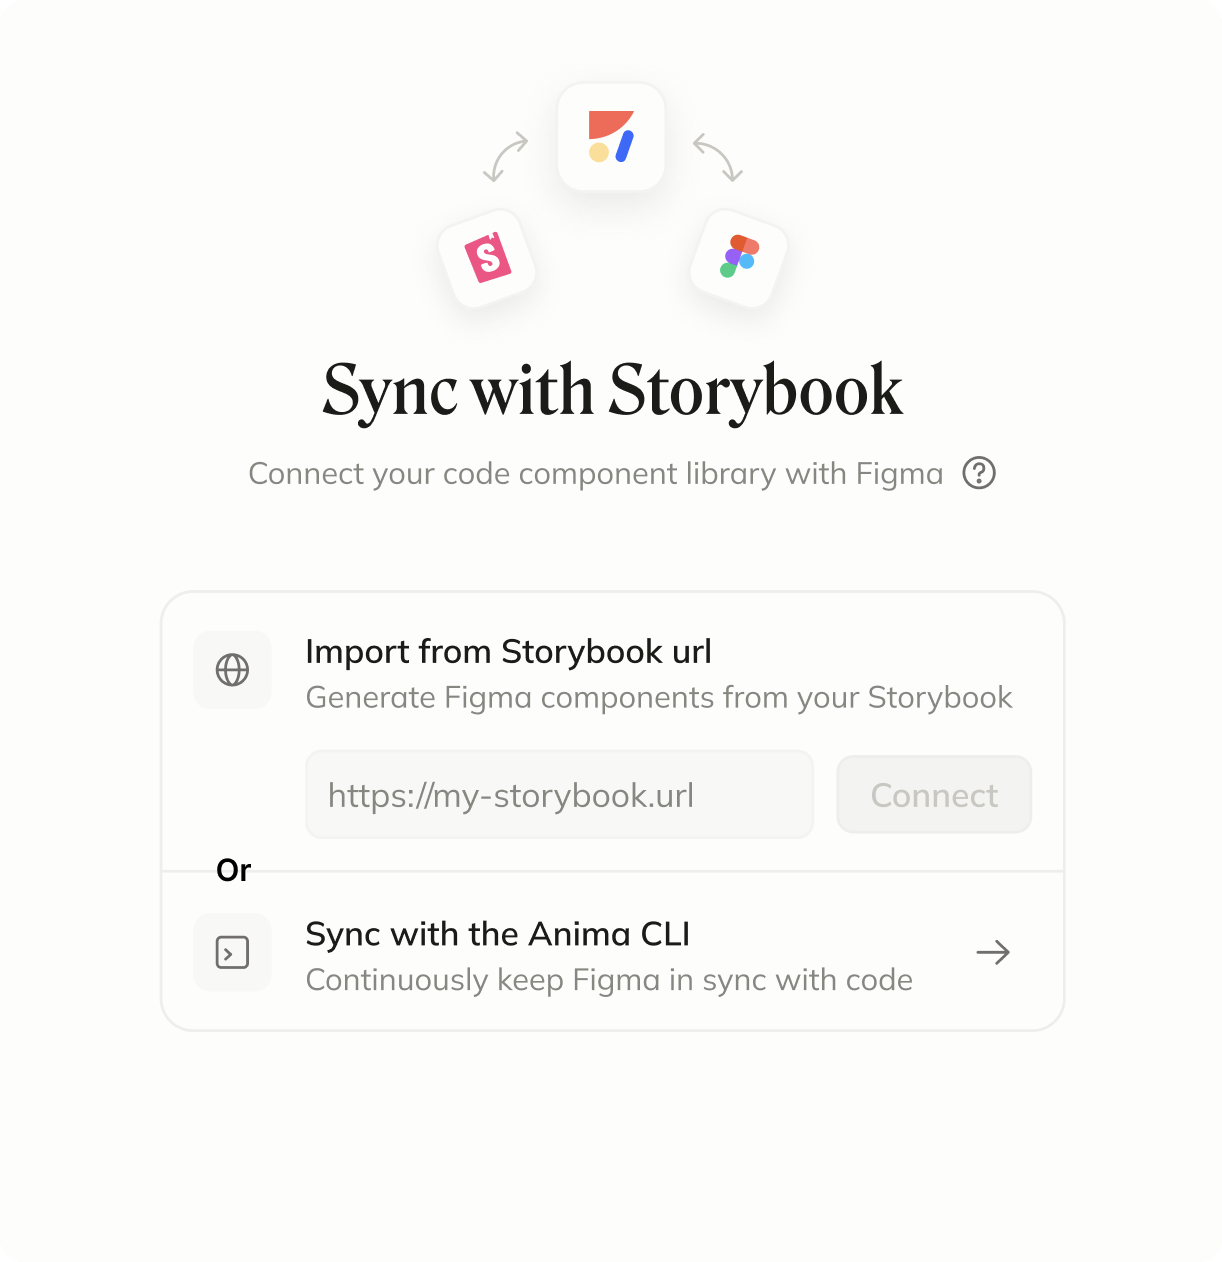 Sync with Storybook
Connect your code component library with Figma
Import from Storybook url
Generate Figma components from your Storybook
https://my-storybook.url
Connect
Or
Sync with the Anima CLI
Continuously keep Figma in sync with code